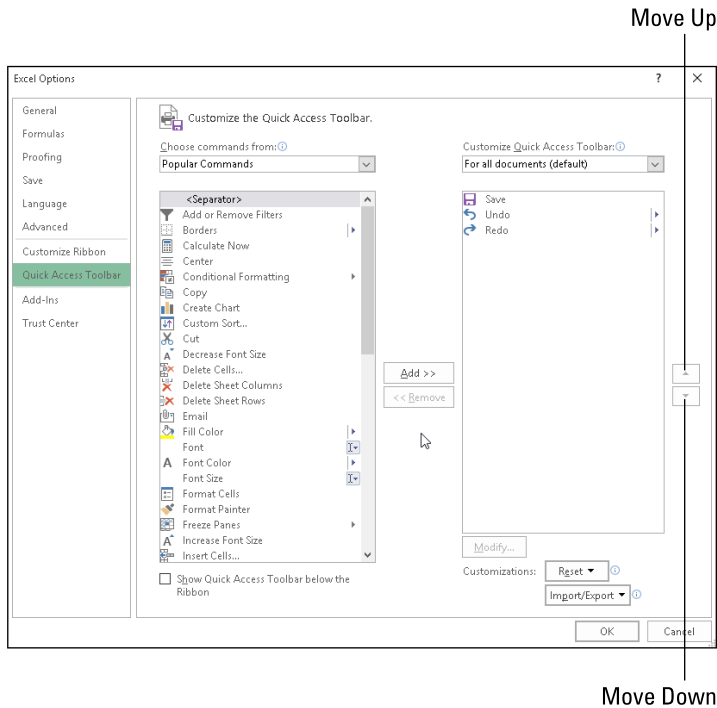 Move Up
Excel Options
?
General
Formulas
Proofing
Save
Language
Advanced
Customize Ribbon
Quick Access Toolbar
Add-Ins
Trust Center
Customize the Quick Access Toolbar.
Choose commands from:
Popular Commands
<Separator>
Add or Remove Filters
Borders
Calculate Now
Center
Conditional Formatting
Copy
Create Chart
Custom Sort...
Cut
Decrease Font Size
Delete Cells...
Delete Sheet Columns
Delete Sheet Rows
Email
Fill Color
Font
Font Color
Font Size
Format Cells
Format Painter
Freeze Panes
Increase Font Size
Insert Cells...
Show Quick Access Toolbar below the
Ribbon
Add >>
<< Remove
Customize Quick Access Toolbar:
For all documents (default)
Save
Undo
Redo
Modify...
Customizations: Reset
Import/Export
OK Cancel
Move Down